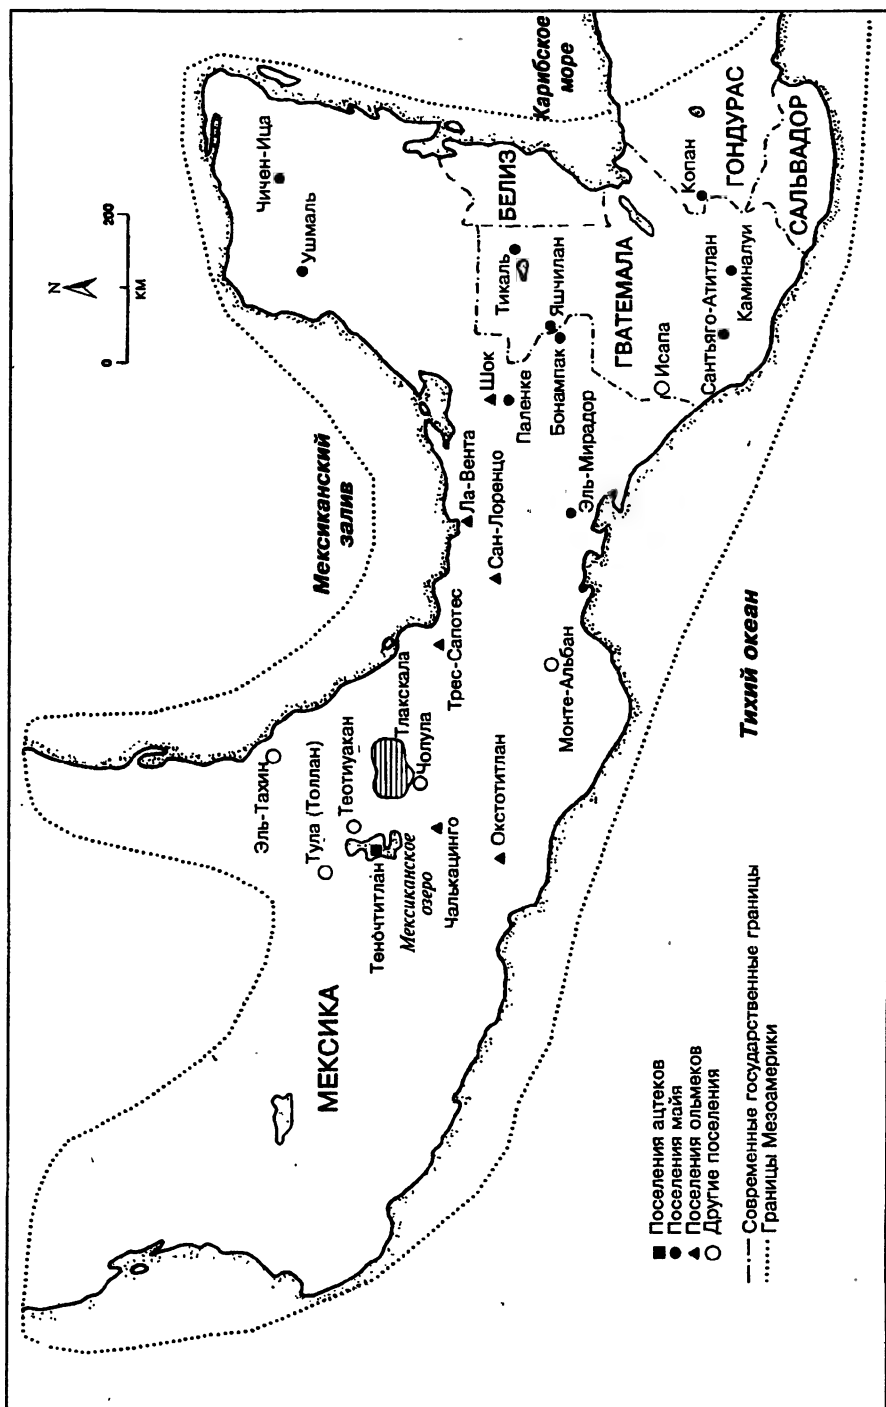 N
0
200
КМ
Мексиканский
залив
Карибское
море
Тихий океан
МЕКСИКА
БЕЛИЗ
ГВАТЕМАЛА
ГОНДУРАС
САЛЬВАДОР
Чичен-Ица
Ушмаль
Эль-Тахин
Тула (Толлан)
Теотиуакан
Теночтитлан
Мексиканское
озеро
Тлакскала
Чолула
Чалькацинго
Окстотитлан
Трес-Сапотес
Ла-Вента
Сан-Лоренцо
Монте-Альбан
Шок
Паленке
Тикаль
Яшчилан
Бонампак
Эль-Мирадор
Исапа
Копан
Сантьяго-Атитлан
Каминалуи
Поселения ацтеков
Поселения майя
Поселения ольмеков
Другие поселения
Современные государственные границы
Границы Мезоамерики